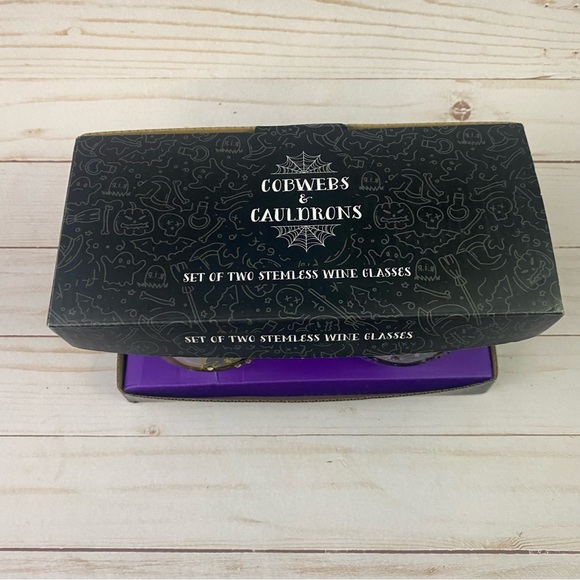 COBWEBS
&
CAULDRONS
SET OF TWO STEMLESS WINE GLASSES
SET OF TWO STEMLESS WINE GLASSES